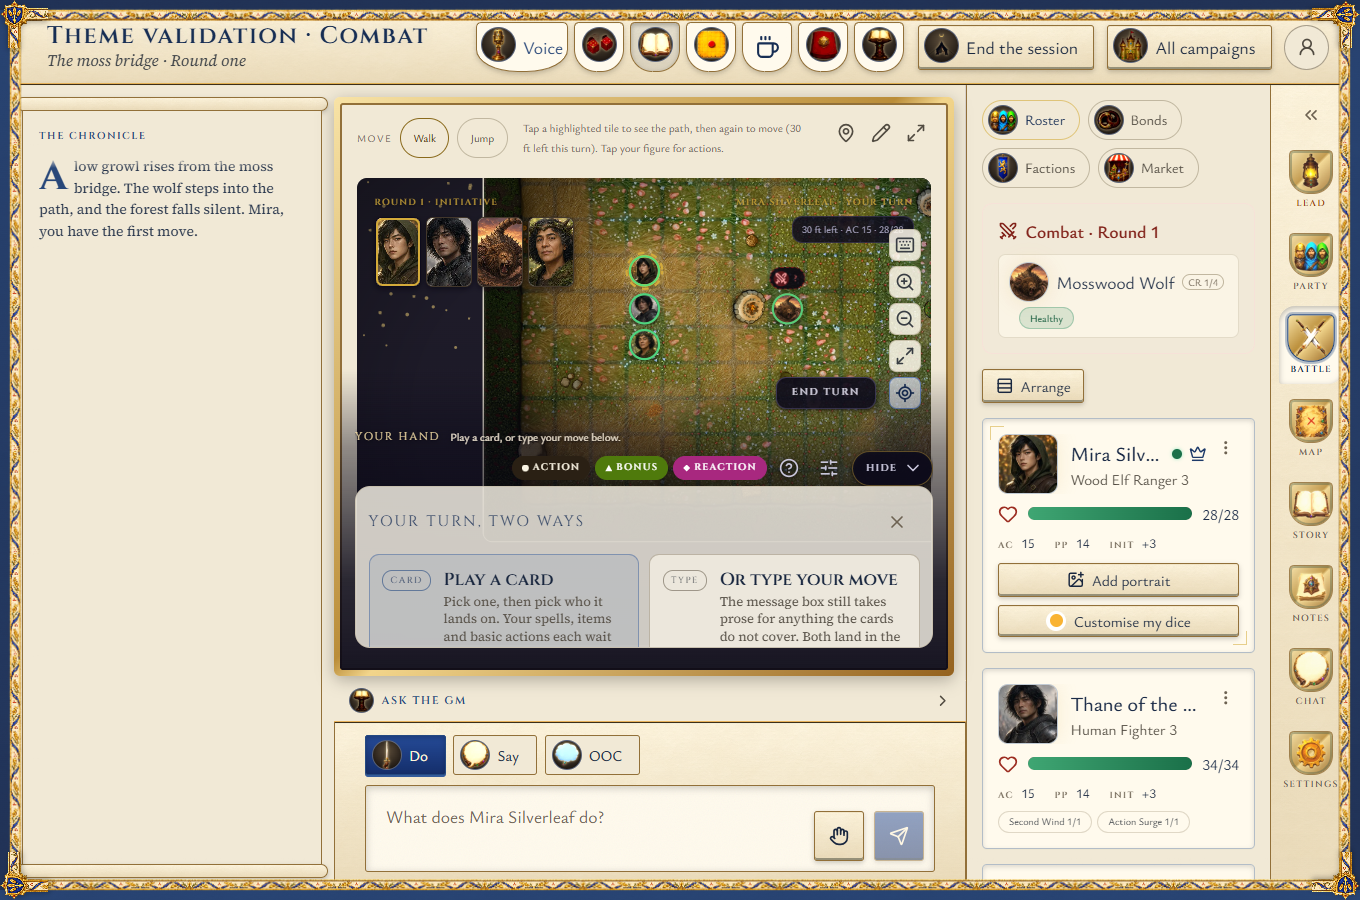 Theme validation · Combat
The moss bridge · Round one
Voice
End the session
All campaigns
THE CHRONICLE
A low growl rises from the moss
bridge. The wolf steps into the
path, and the forest falls silent. Mira,
you have the first move.
MOVE
Walk
Jump
Tap a highlighted tile to see the path, then again to move (30
ft left this turn). Tap your figure for actions.
ROUND 1 · INITIATIVE
MIRA SILVERLEAF · YOUR TURN
30 ft left · AC 15 · 28/28
END TURN
YOUR HAND
Play a card, or type your move below.
ACTION
BONUS
REACTION
HIDE
YOUR TURN, TWO WAYS
CARD
Play a card
Pick one, then pick who it
lands on. Your spells, items
and basic actions each wait
TYPE
Or type your move
The message box still takes
prose for anything the cards
do not cover. Both land in the
ASK THE GM
Do
Say
OOC
What does Mira Silverleaf do?
Roster
Bonds
Factions
Market
Combat · Round 1
Mosswood Wolf
CR 1/4
Healthy
Arrange
Mira Silv...
Wood Elf Ranger 3
28/28
AC 15 PP 14 INIT +3
Add portrait
Customise my dice
Thane of the ...
Human Fighter 3
34/34
AC 15 PP 14 INIT +3
Second Wind 1/1
Action Surge 1/1
LEAD
PARTY
BATTLE
MAP
STORY
NOTES
CHAT
SETTINGS